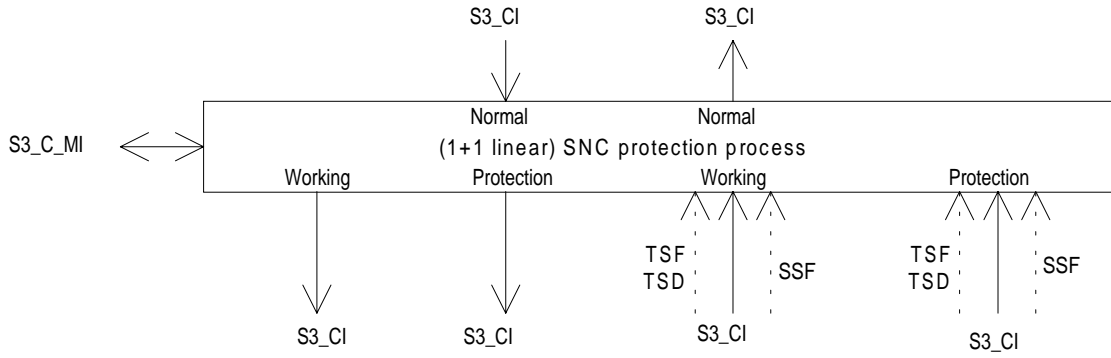 S3_CI S3_CI
Normal Normal
S3_C_MI
(1+1 linear) SNC protection process
Working Protection Working Protection
TSF TSF
SSF SSF
TSD TSD
S3_CI S3_CI S3_CI S3_CI